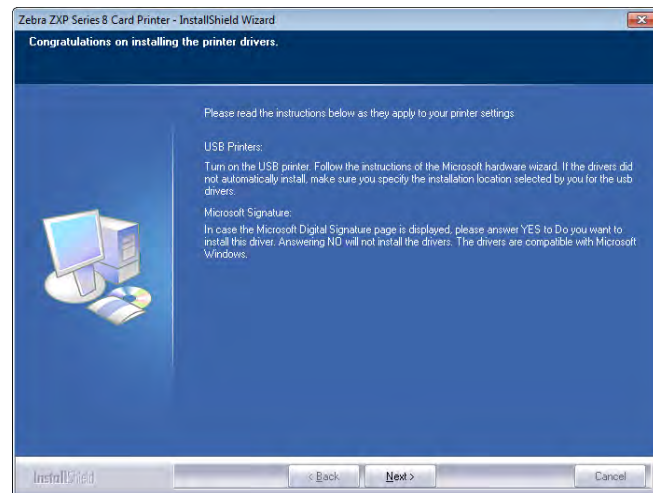 Zebra ZXP Series 8 Card Printer - InstallShield Wizard
Congratulations on installing the printer drivers.
Please read the instructions below as they apply to your printer settings
USB Printers:
Turn on the USB printer. Follow the instructions of the Microsoft hardware wizard. If the drivers did
not automatically install, make sure you specify the installation location selected by you for the usb
drivers.
Microsoft Signature:
In case the Microsoft Digital Signature page is displayed, please answer YES to Do you want to
install this driver. Answering NO will not install the drivers. The drivers are compatible with Microsoft
Windows.
InstallShield
< Back
Next >
Cancel